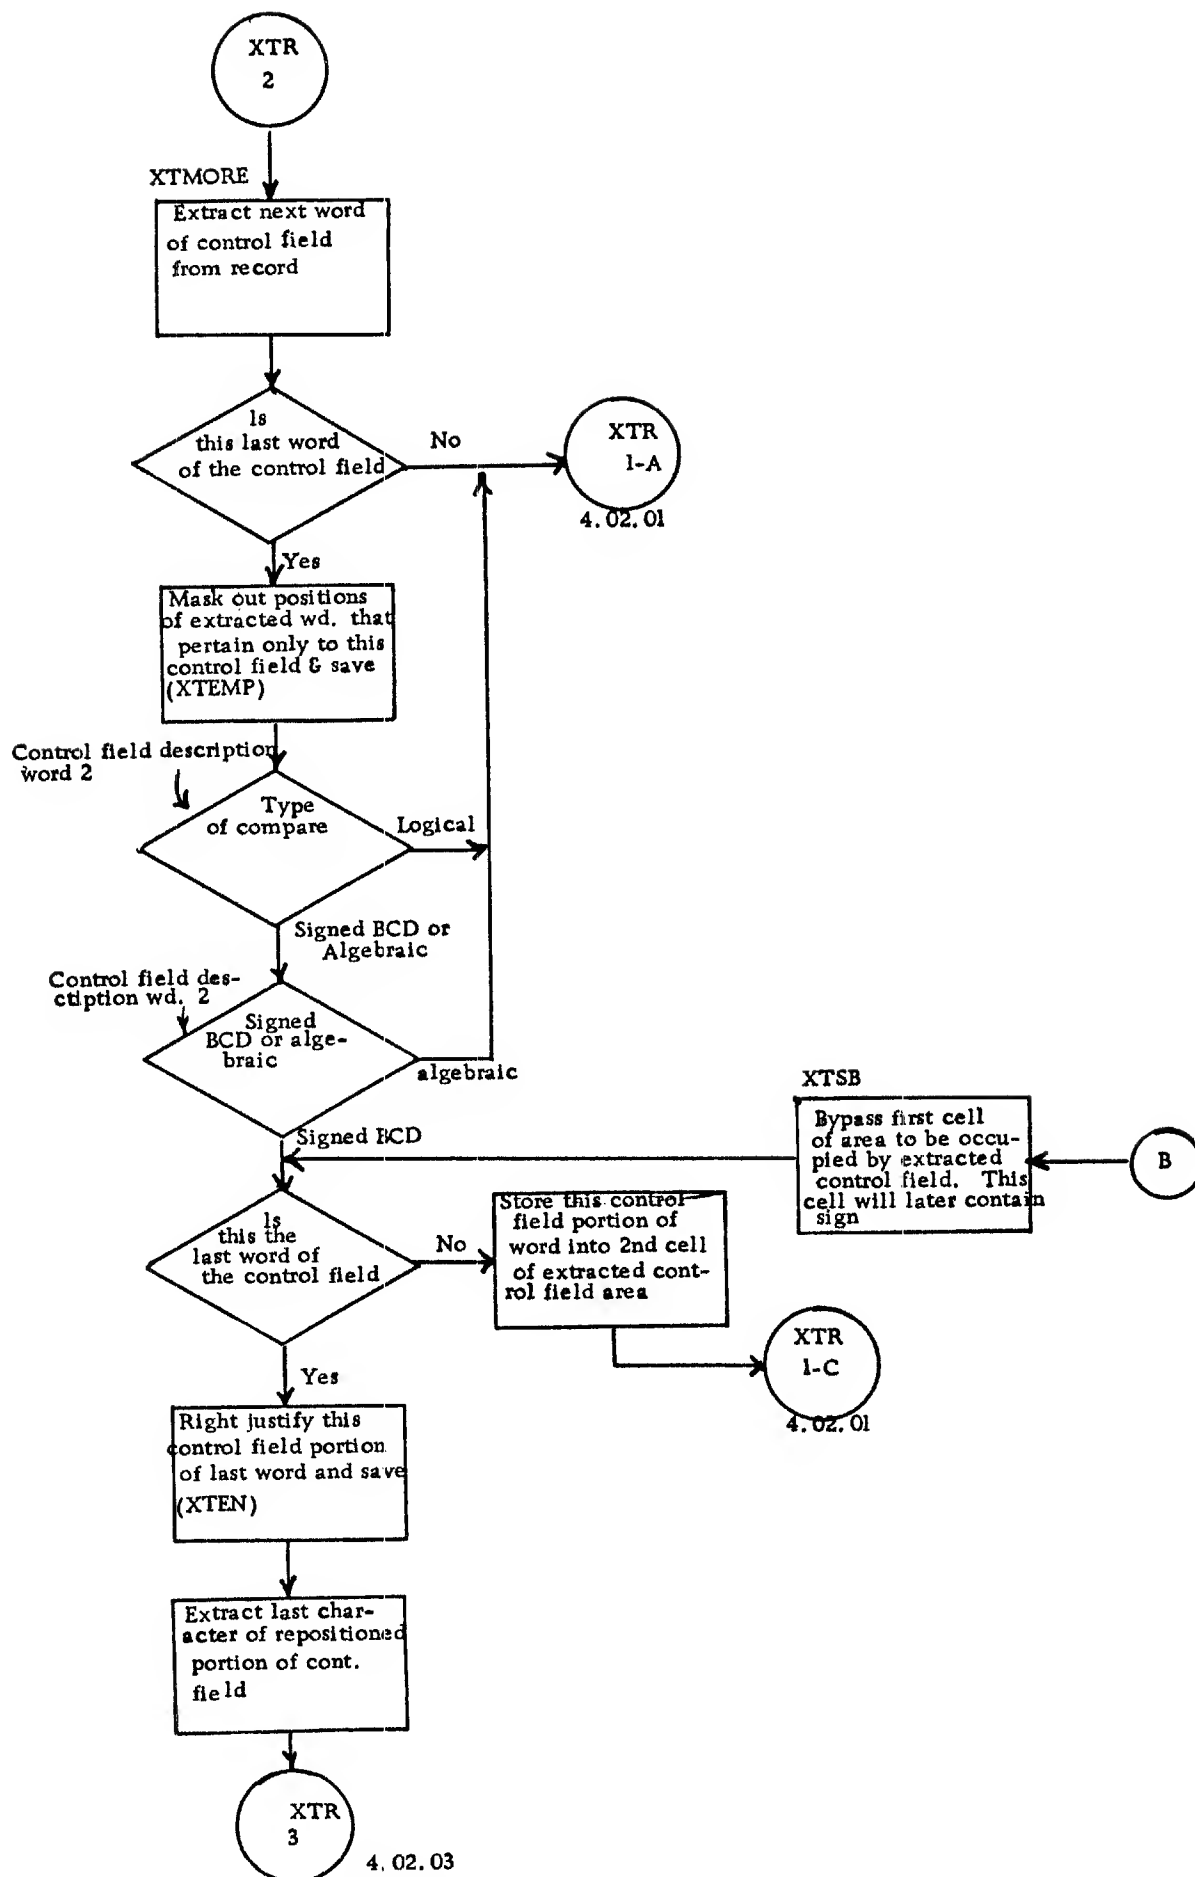 XTR
2
XTMORE
Extract next word
of control field
from record
Is
this last word
of the control field
No
XTR
1-A
4.02.01
Yes
Mask out positions
of extracted wd. that
pertain only to this
control field & save
(XTEMP)
Control field description
word 2
Type
of compare
Logical
Signed BCD or
Algebraic
Control field des-
ctiption wd. 2
Signed
BCD or alge-
braic
algebraic
XTSB
Bypass first cell
of area to be occu-
pied by extracted
control field. This
cell will later contain
sign
B
Signed BCD
Is
this the
last word of
the control field
No
Store this control
field portion of
word into 2nd cell
of extracted cont-
rol field area
XTR
1-C
4.02.01
Yes
Right justify this
control field portion
of last word and save
(XTEN)
Extract last char-
acter of repositioned
portion of cont.
field
XTR
3
4.02.03